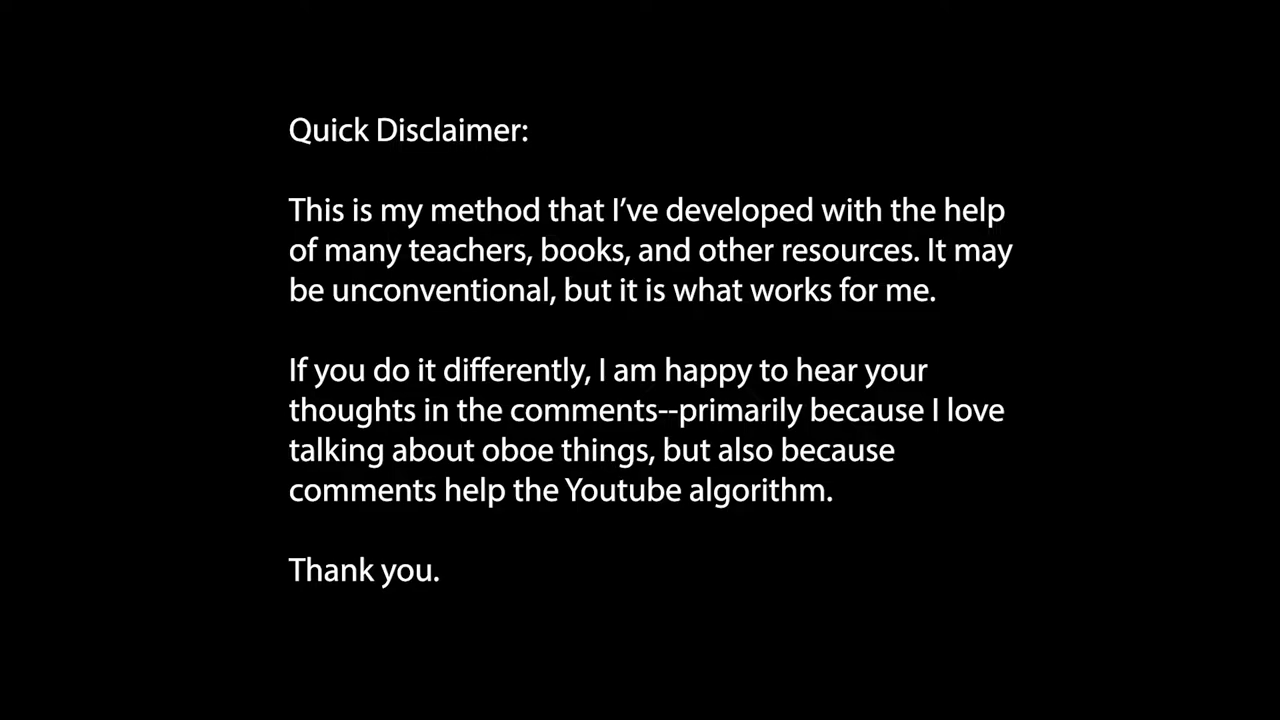 Quick Disclaimer:
This is my method that I’ve developed with the help
of many teachers, books, and other resources. It may
be unconventional, but it is what works for me.
If you do it differently, I am happy to hear your
thoughts in the comments--primarily because I love
talking about oboe things, but also because
comments help the Youtube algorithm.
Thank you.